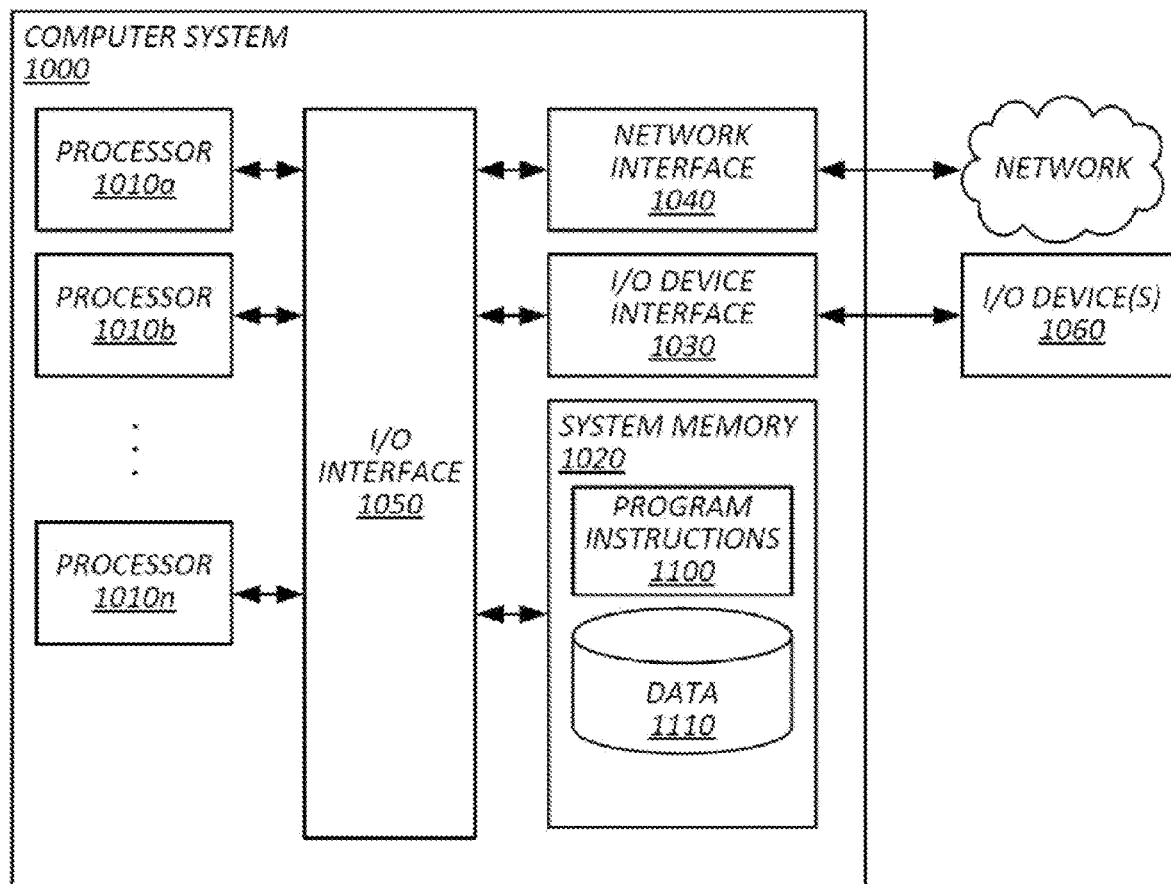 COMPUTER SYSTEM
1000
PROCESSOR
1010a
PROCESSOR
1010b
PROCESSOR
1010n
I/O
INTERFACE
1050
NETWORK
INTERFACE
1040
I/O DEVICE
INTERFACE
1030
SYSTEM MEMORY
1020
PROGRAM
INSTRUCTIONS
1100
DATA
1110
NETWORK
I/O DEVICE(S)
1060